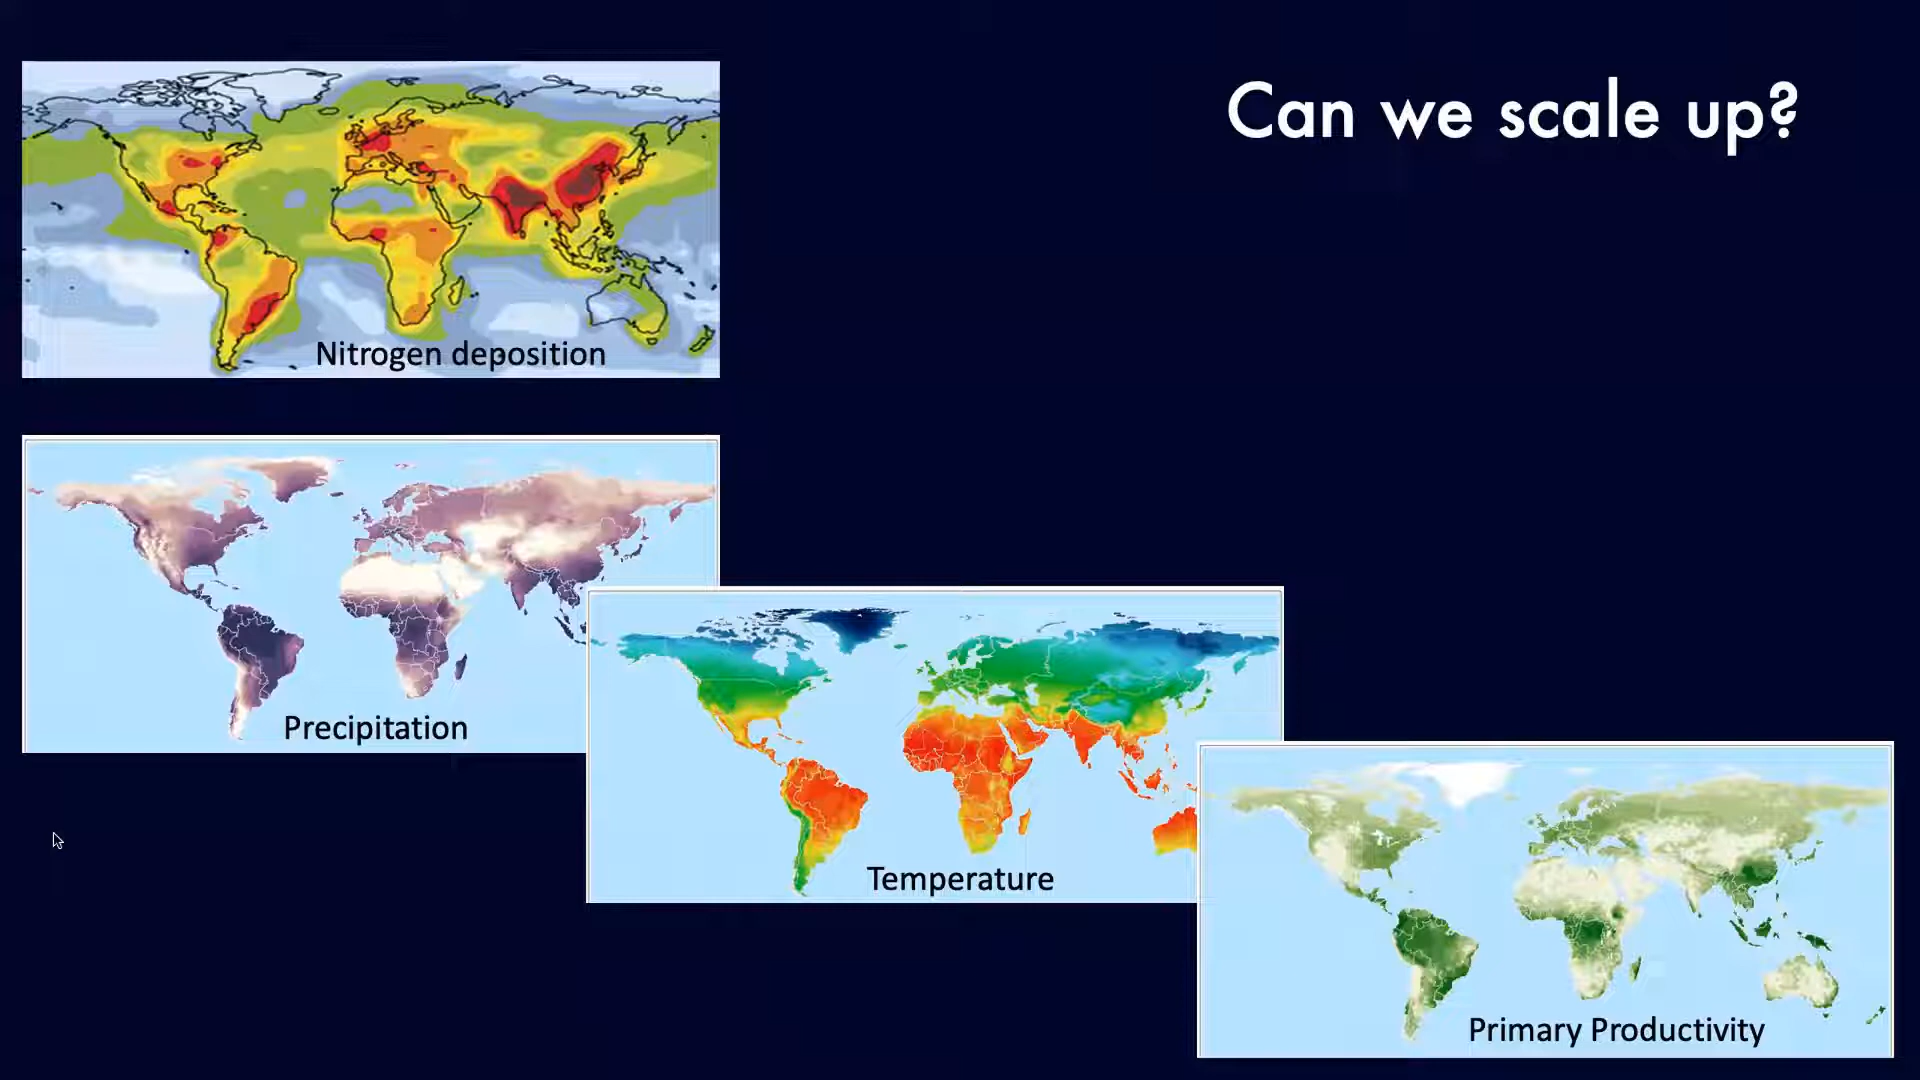 Can we scale up?
Nitrogen deposition
Precipitation
Temperature
Primary Productivity